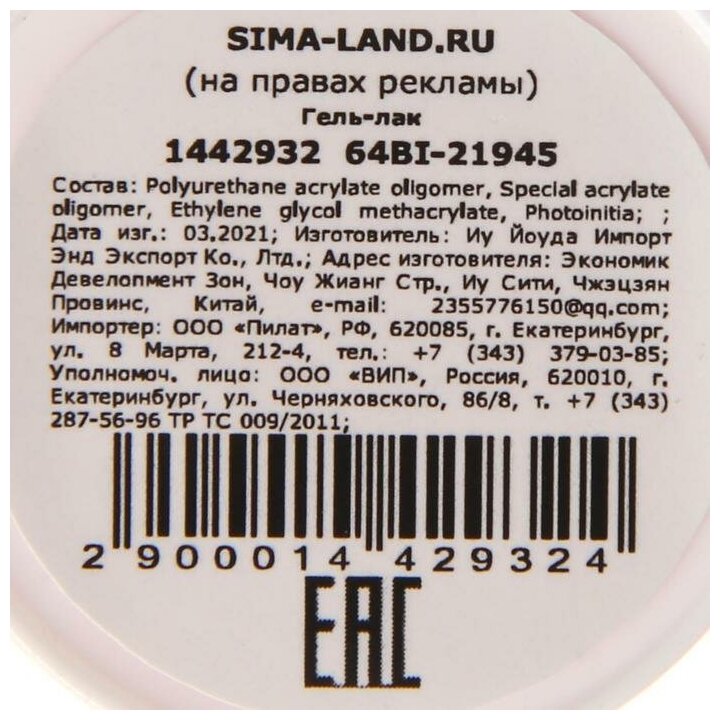 SIMA-LAND.RU
(на правах рекламы)
Гель-лак
1442932 64BI-21945
Состав: Polyurethane acrylate oligomer, Special acrylate
oligomer, Ethylene glycol methacrylate, Photoinitia; ;
Дата изг.: 03.2021; Изготовитель: Иу Йоуда Импорт
Энд Экспорт Ко., Лтд.; Адрес изготовителя: Экономик
Девелопмент Зон, Чоу Жианг Стр., Иу Сити, Чжэцзян
Провинс, Китай, e-mail: 2355776150@qq.com;
Импортер: ООО «Пилат», РФ, 620085, г. Екатеринбург,
ул. 8 Марта, 212-4, тел.: +7 (343) 379-03-85;
Уполномоч. лицо: ООО «ВИП», Россия, 620010, г.
Екатеринбург, ул. Черняховского, 86/8, т. +7 (343)
287-56-96 ТР ТС 009/2011;
2 900014 429324
EAC